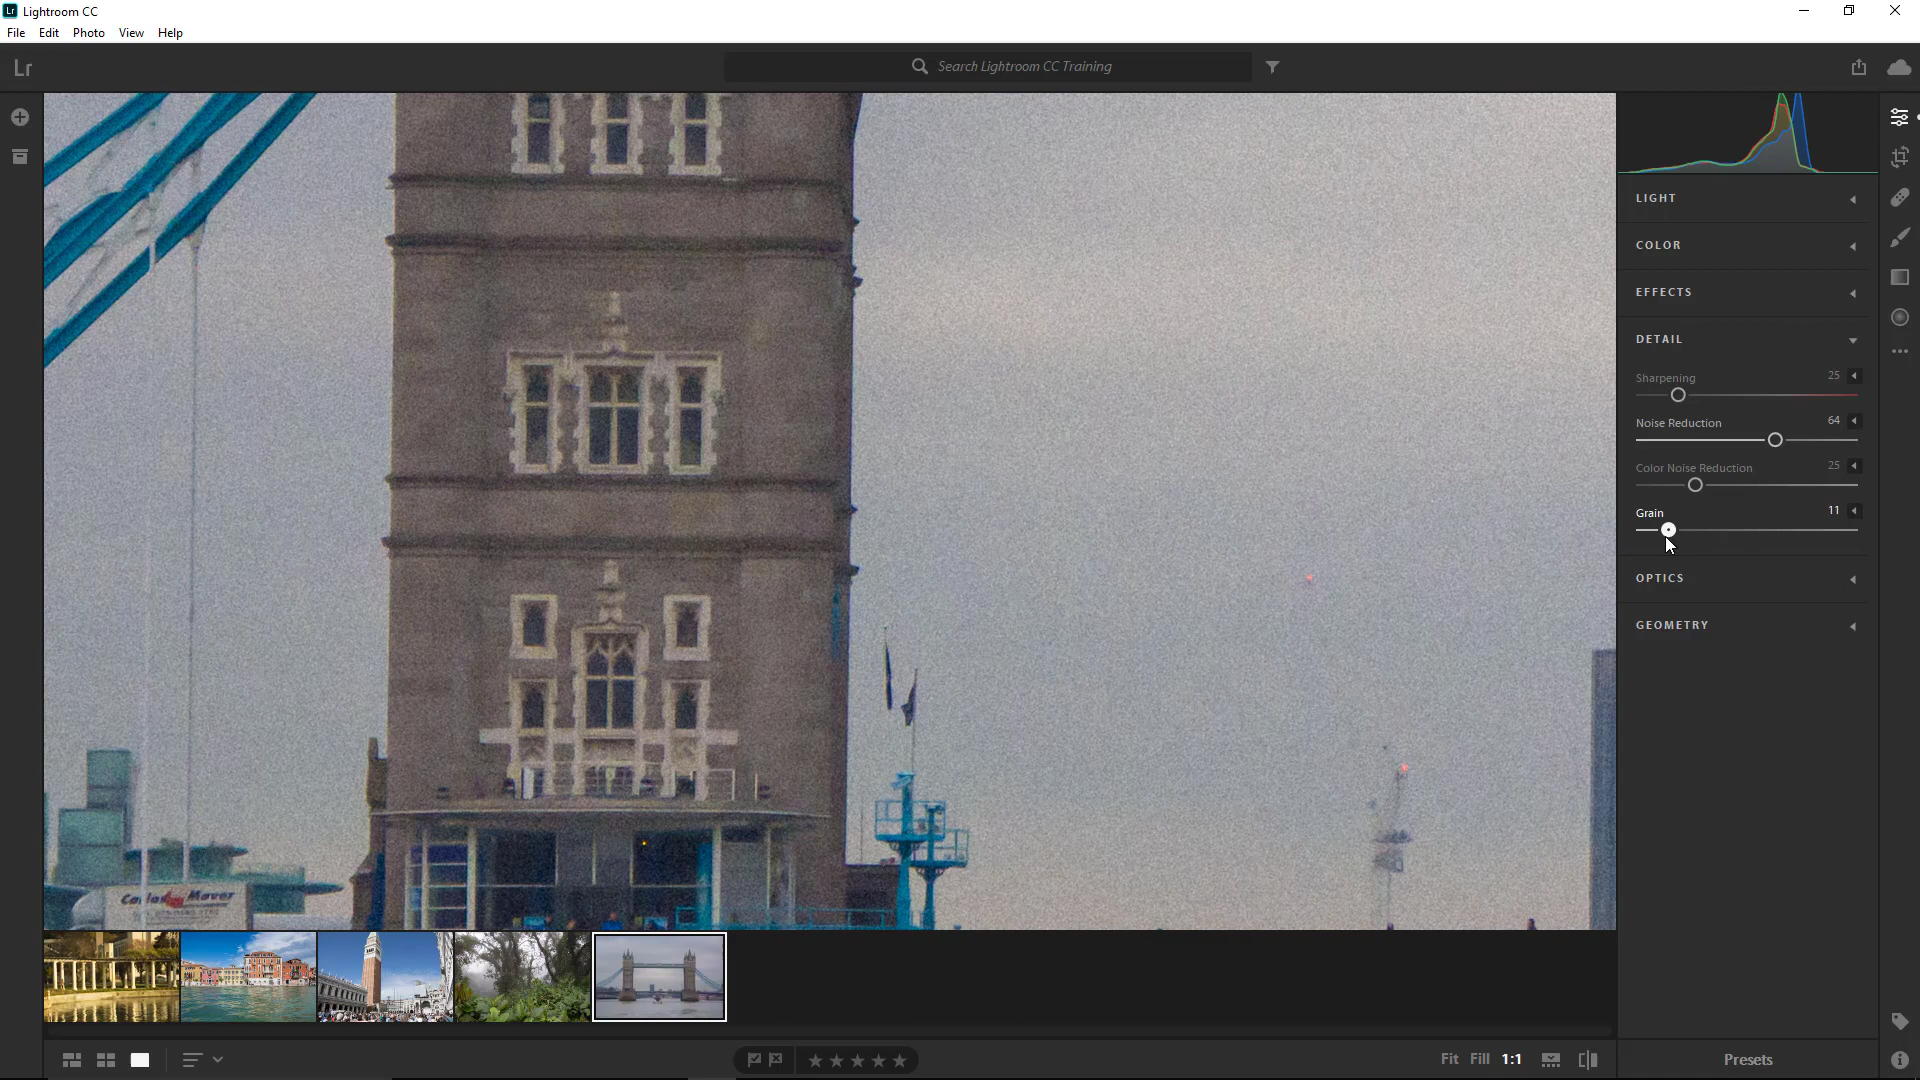 Lr Lightroom CC
File Edit Photo View Help
Lr
Search Lightroom CC Training
LIGHT
COLOR
EFFECTS
DETAIL
Sharpening 25
Noise Reduction 64
Color Noise Reduction 25
Grain 11
OPTICS
GEOMETRY
Fit Fill 1:1
Presets